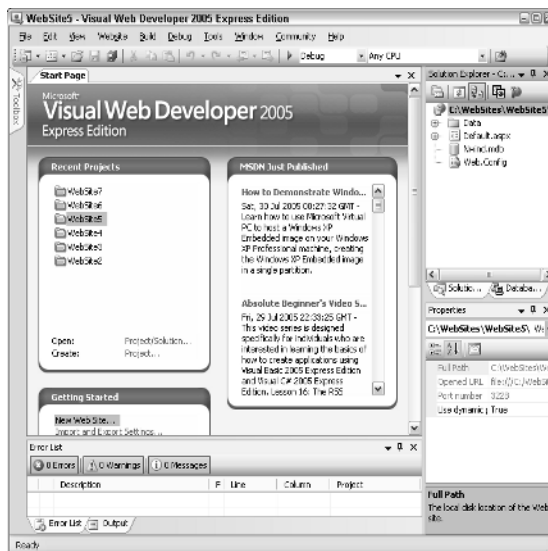 WebSite5 - Visual Web Developer 2005 Express Edition
File Edit View Website Build Debug Tools Window Community Help
Debug Any CPU
Toolbox
Start Page
Microsoft
Visual Web Developer 2005
Express Edition
Recent Projects
WebSite7
WebSite6
WebSite5
WebSite4
WebSite3
WebSite2
Open: Project/Solution...
Create: Project...
Getting Started
New Web Site...
Import and Export Settings...
MSDN Just Published
How to Demonstrate Windo...
Sat, 30 Jul 2005 00:27:32 GMT -
Learn how to use Microsoft Virtual
PC to host a Windows XP
Embedded image on your Windows
XP Professional machine, creating
the Windows XP Embedded image
in a single partition.
Absolute Beginner's Video S...
Fri, 29 Jul 2005 22:33:25 GMT -
This video series is designed
specifically for individuals who are
interested in learning the basics of
how to create applications using
Visual Basic 2005 Express Edition
and Visual C# 2005 Express
Edition. Lesson 16: The RSS
Solution Explorer - C:...
C:\WebSites\WebSite5\
Data
Default.aspx
Nwind.mdb
Web.Config
Solutio... Databa...
Properties
C:\WebSites\WebSite5\ We
Full Path C:\WebSites\We
Opened URL file:///C:/WebSi
Port number 3228
Use dynamic p True
Full Path
The local disk location of the Web
site.
Error List
0 Errors 0 Warnings 0 Messages
Description F Line Column Project
Error List Output
Ready